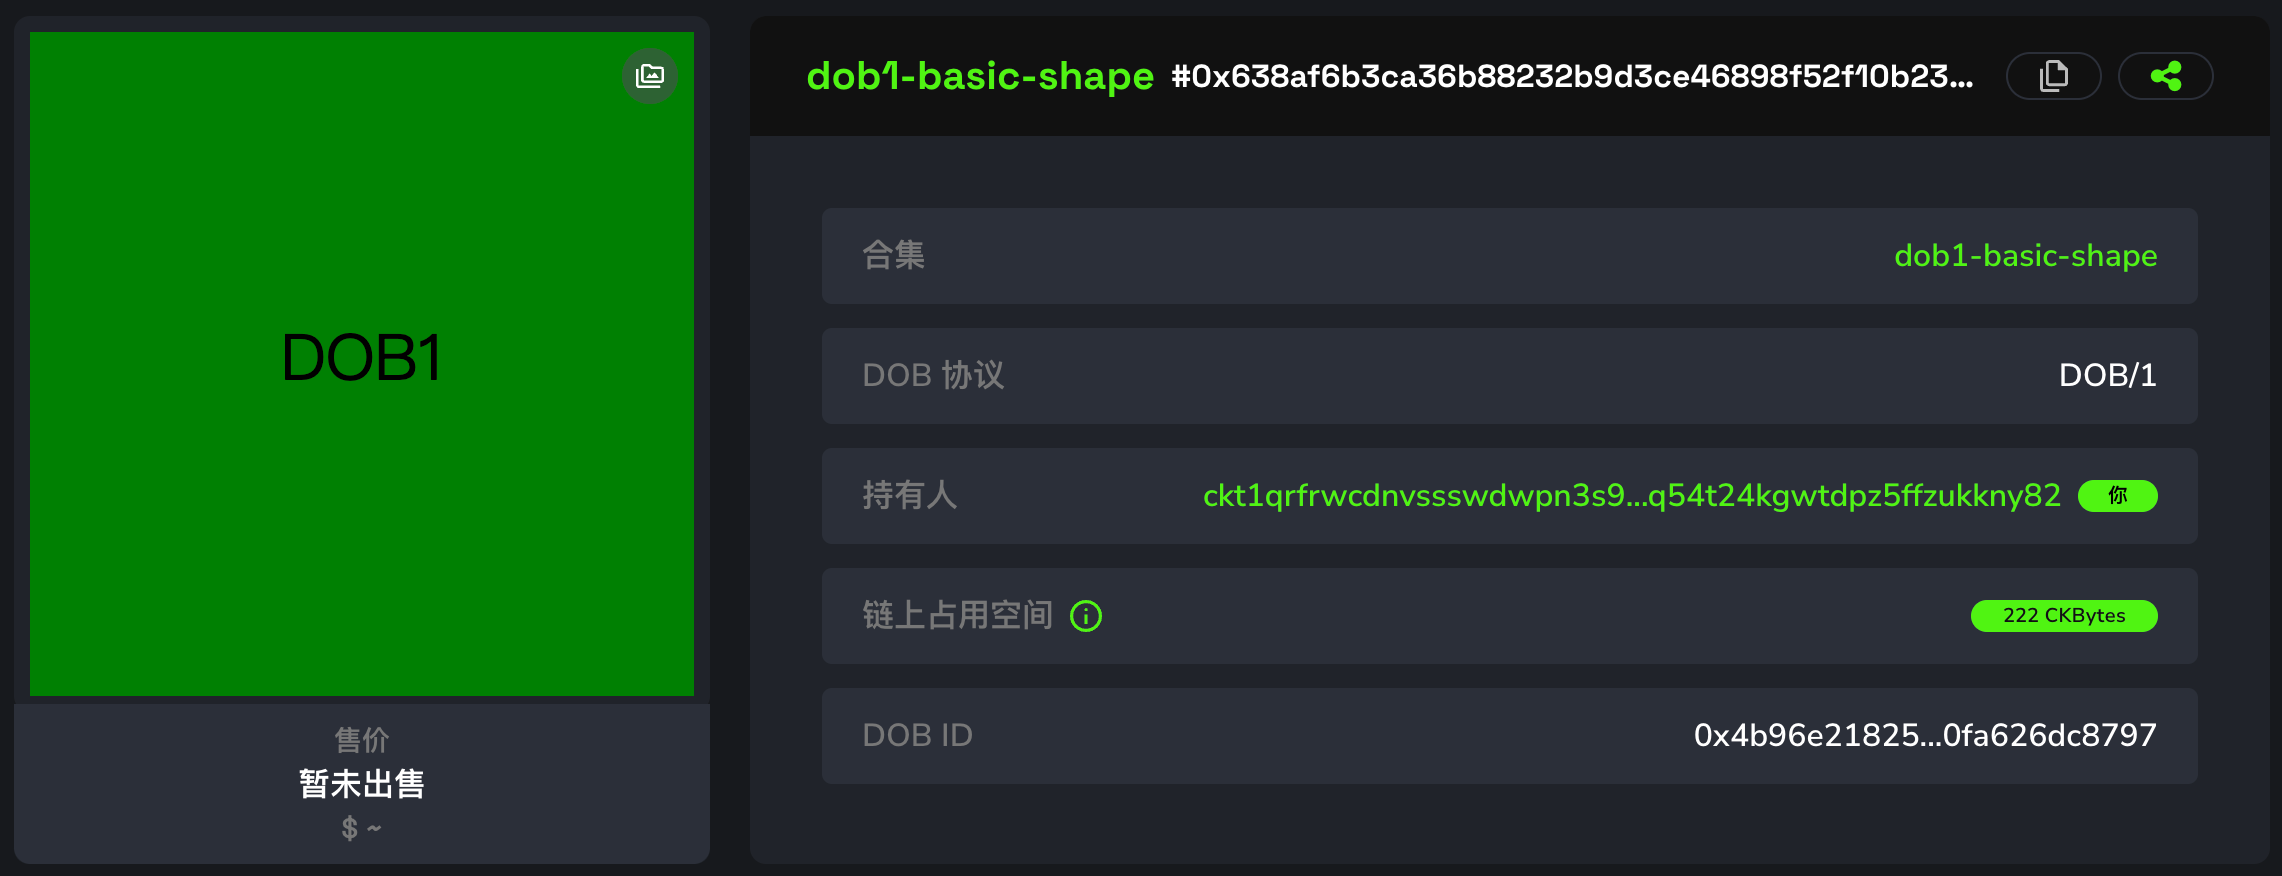 DOB1
售价
暂未出售
$ ~
dob1-basic-shape #0x638af6b3ca36b88232b9d3ce46898f52f10b23...
合集 dob1-basic-shape
DOB 协议 DOB/1
持有人 ckt1qrfrwcdnvssswdwpn3s9...q54t24kgwtdpz5ffzukkny82 你
链上占用空间 222 CKBytes
DOB ID 0x4b96e21825...0fa626dc8797